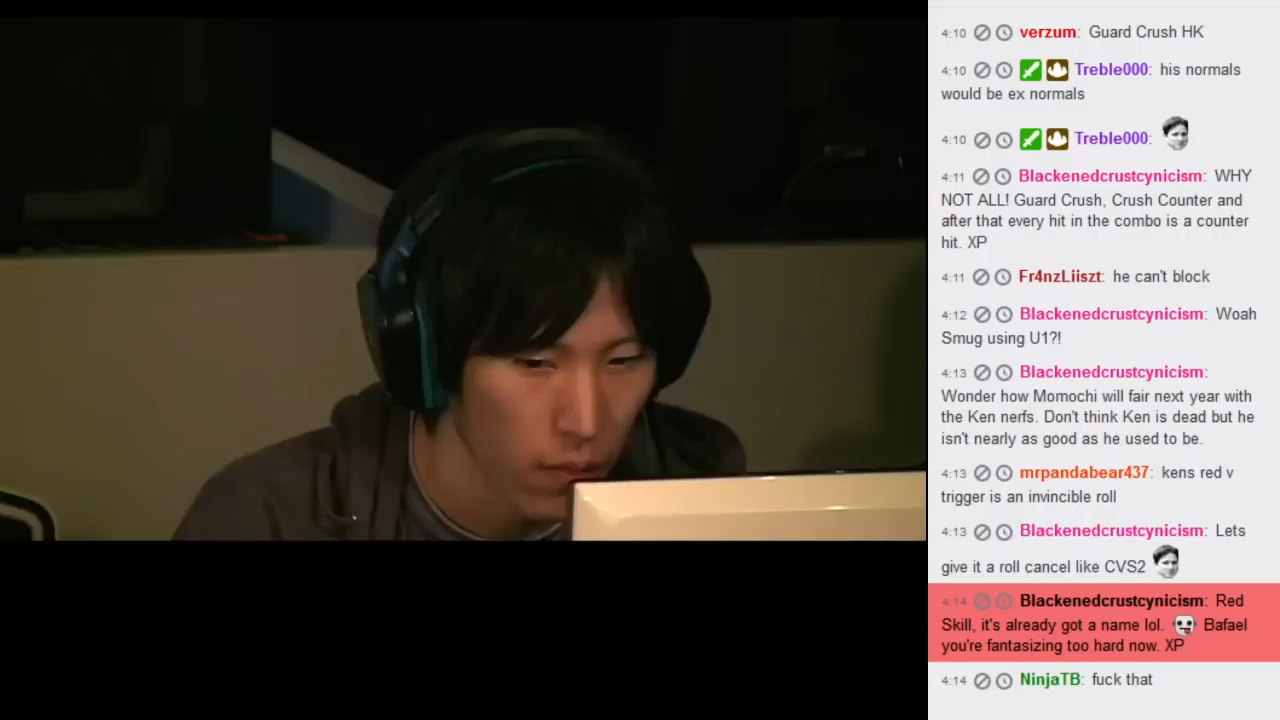 4:10 verzum: Guard Crush HK
4:10 Treble000: his normals
would be ex normals
4:10 Treble000:
4:11 Blackenedcrustcynicism: WHY
NOT ALL! Guard Crush, Crush Counter and
after that every hit in the combo is a counter
hit. XP
4:11 Fr4nzLiiszt: he can't block
4:12 Blackenedcrustcynicism: Woah
Smug using U1?!
4:13 Blackenedcrustcynicism:
Wonder how Momochi will fair next year with
the Ken nerfs. Don't think Ken is dead but he
isn't nearly as good as he used to be.
4:13 mrpandabear437: kens red v
trigger is an invincible roll
4:13 Blackenedcrustcynicism: Lets
give it a roll cancel like CVS2
4:14 Blackenedcrustcynicism: Red
Skill, it's already got a name lol. Bafael
you're fantasizing too hard now. XP
4:14 NinjaTB: fuck that